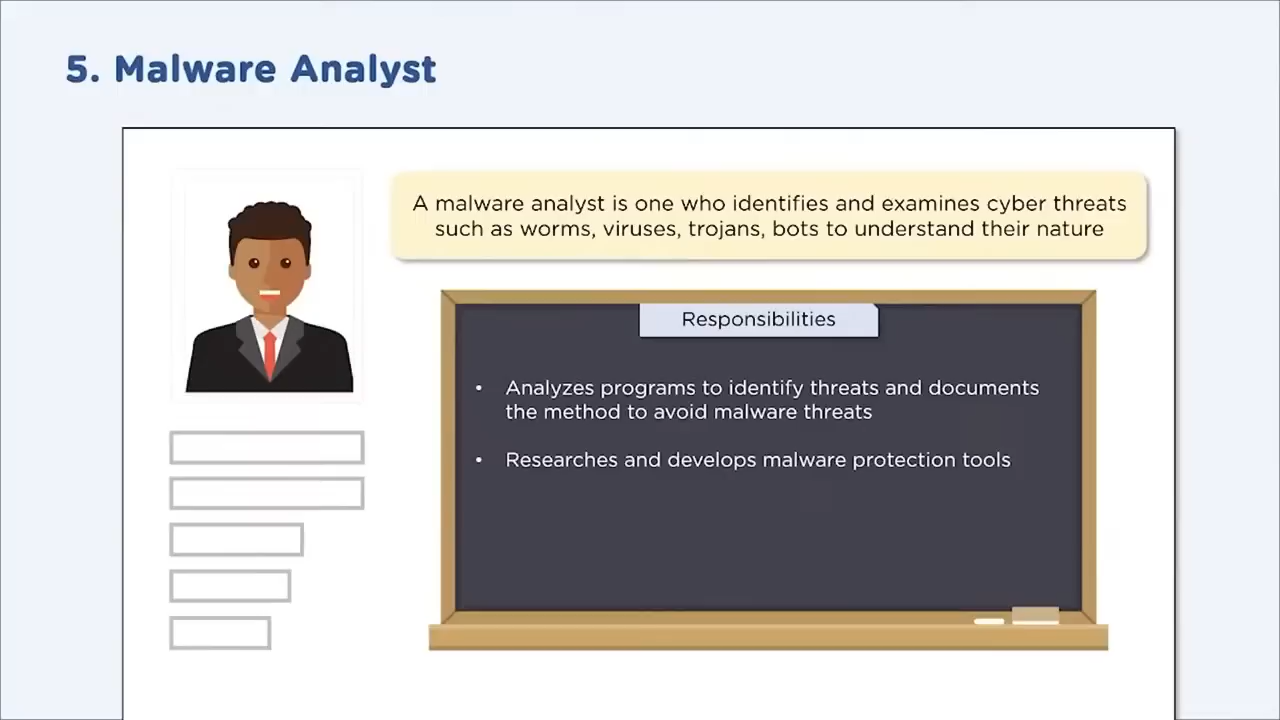 5. Malware Analyst
A malware analyst is one who identifies and examines cyber threats
such as worms, viruses, trojans, bots to understand their nature
Responsibilities
• Analyzes programs to identify threats and documents
the method to avoid malware threats
• Researches and develops malware protection tools